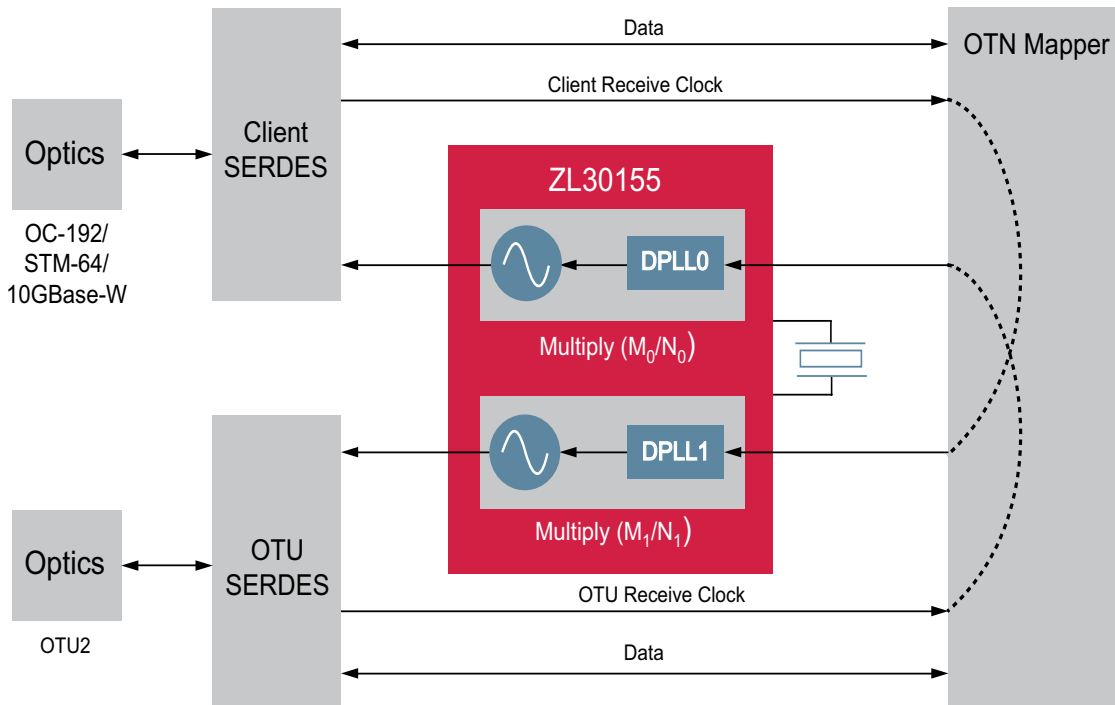 Data
OTN Mapper
Client Receive Clock
Optics
Client
SERDES
OC-192/
STM-64/
10GBase-W
ZL30155
DPLL0
Multiply (M₀/N₀)
DPLL1
Multiply (M₁/N₁)
Optics
OTU
SERDES
OTU2
OTU Receive Clock
Data